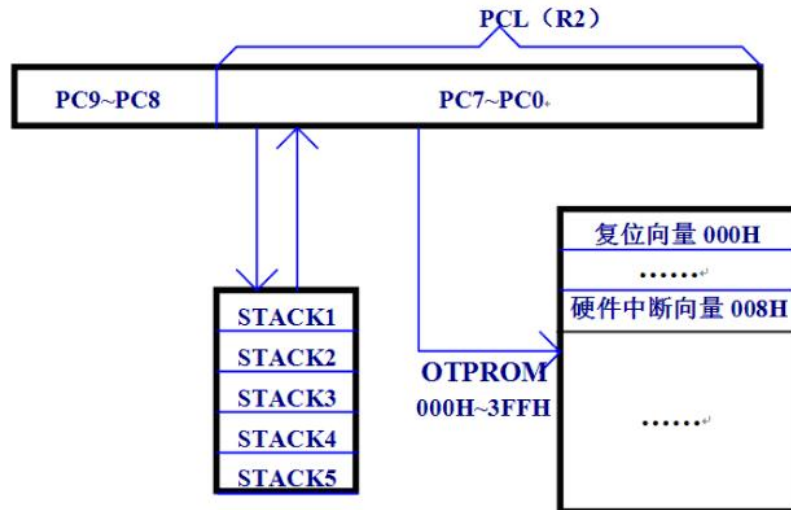 PCL（R2）
PC9~PC8
PC7~PC0
复位向量 000H
......
硬件中断向量 008H
STACK1
STACK2
STACK3
STACK4
STACK5
OTPROM
000H~3FFH
......